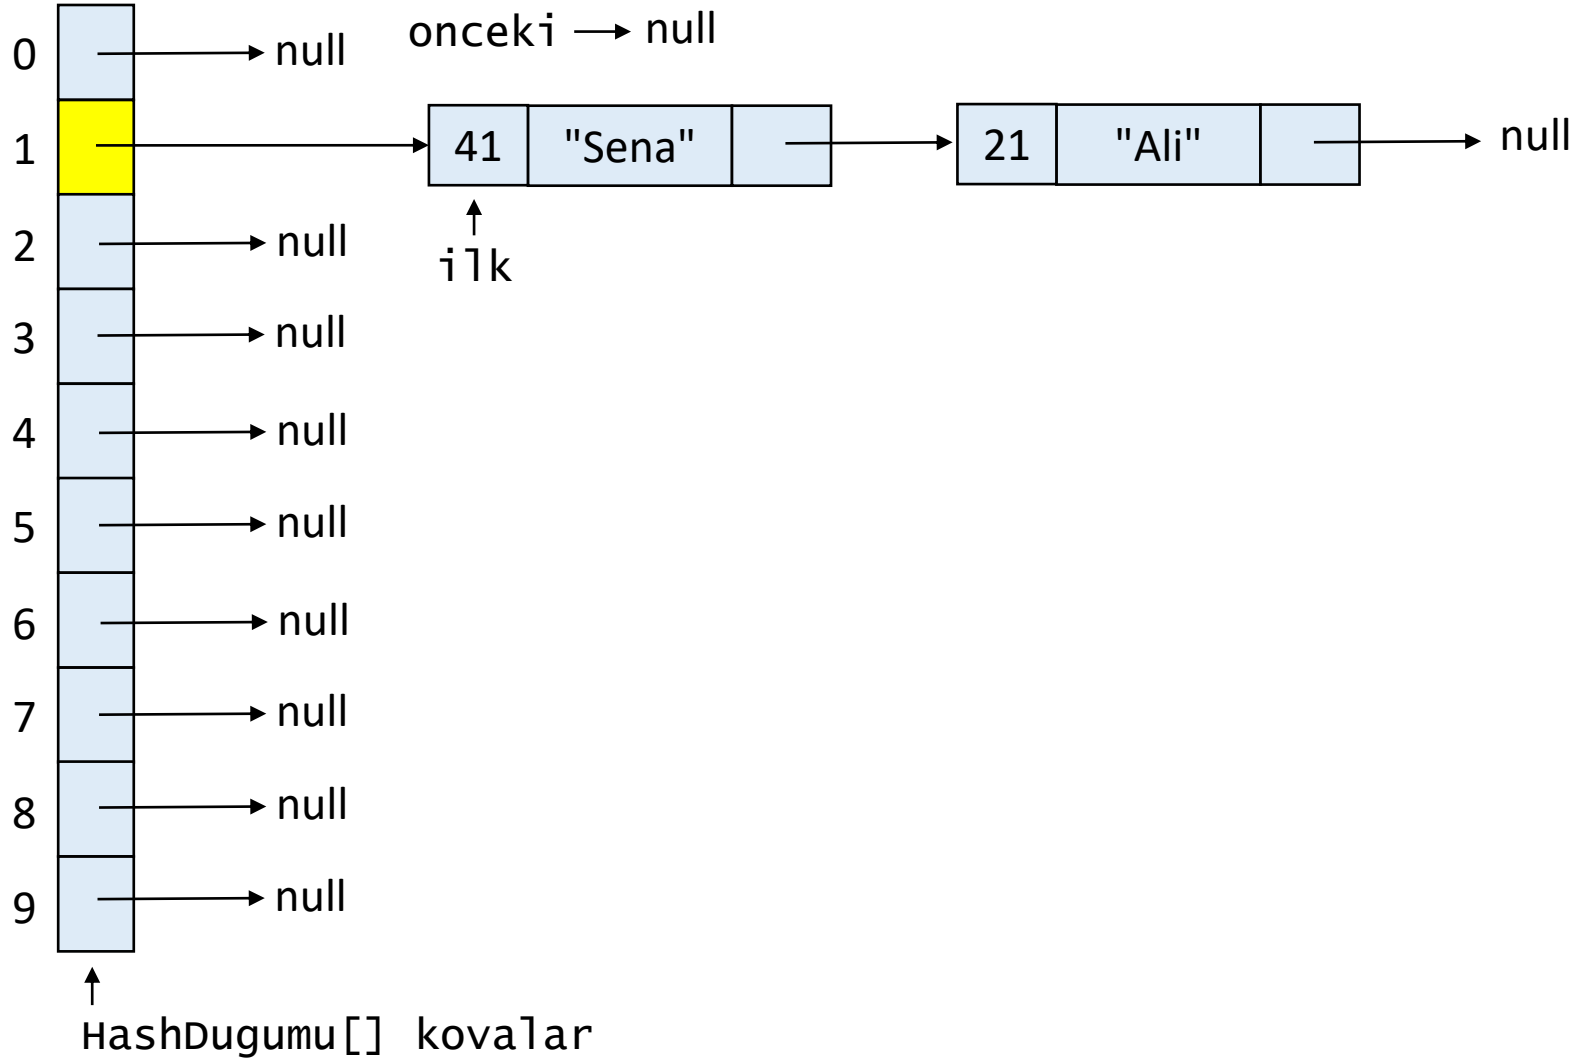 0 null onceki null
1 41 "Sena" 21 "Ali" null
ilk
2 null
3 null
4 null
5 null
6 null
7 null
8 null
9 null
HashDugumu[] kovalar